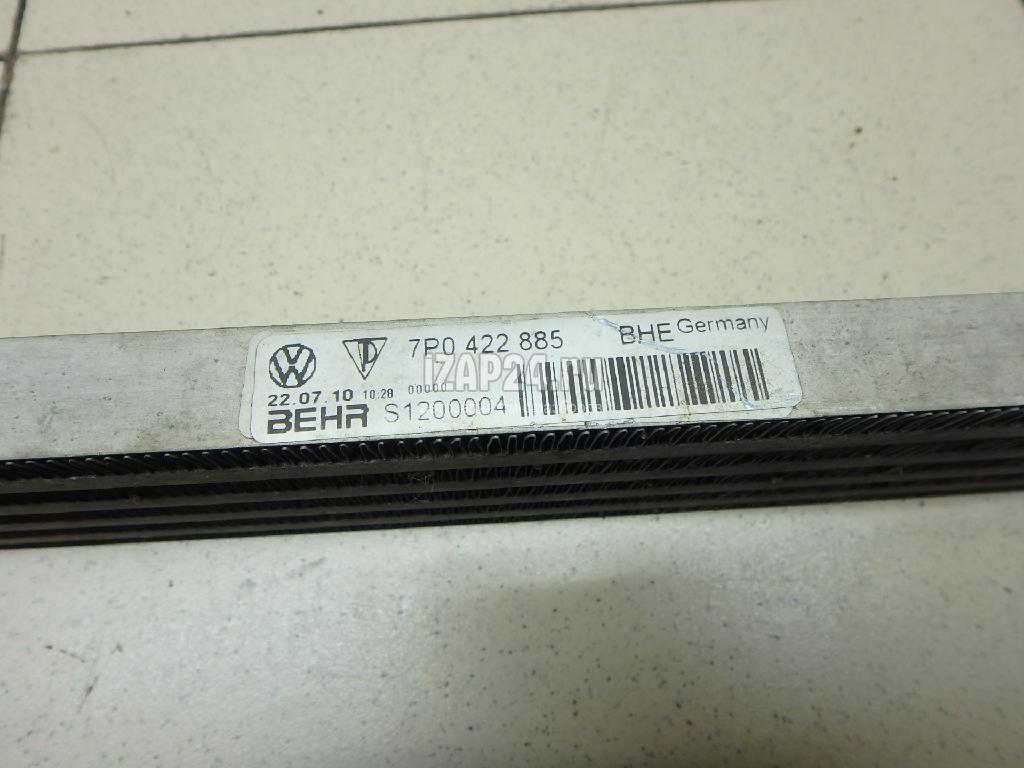 7P0 422 885 BHE Germany
IZAP24.ru
22.07.10 10:28 00000
BEHR S1200004